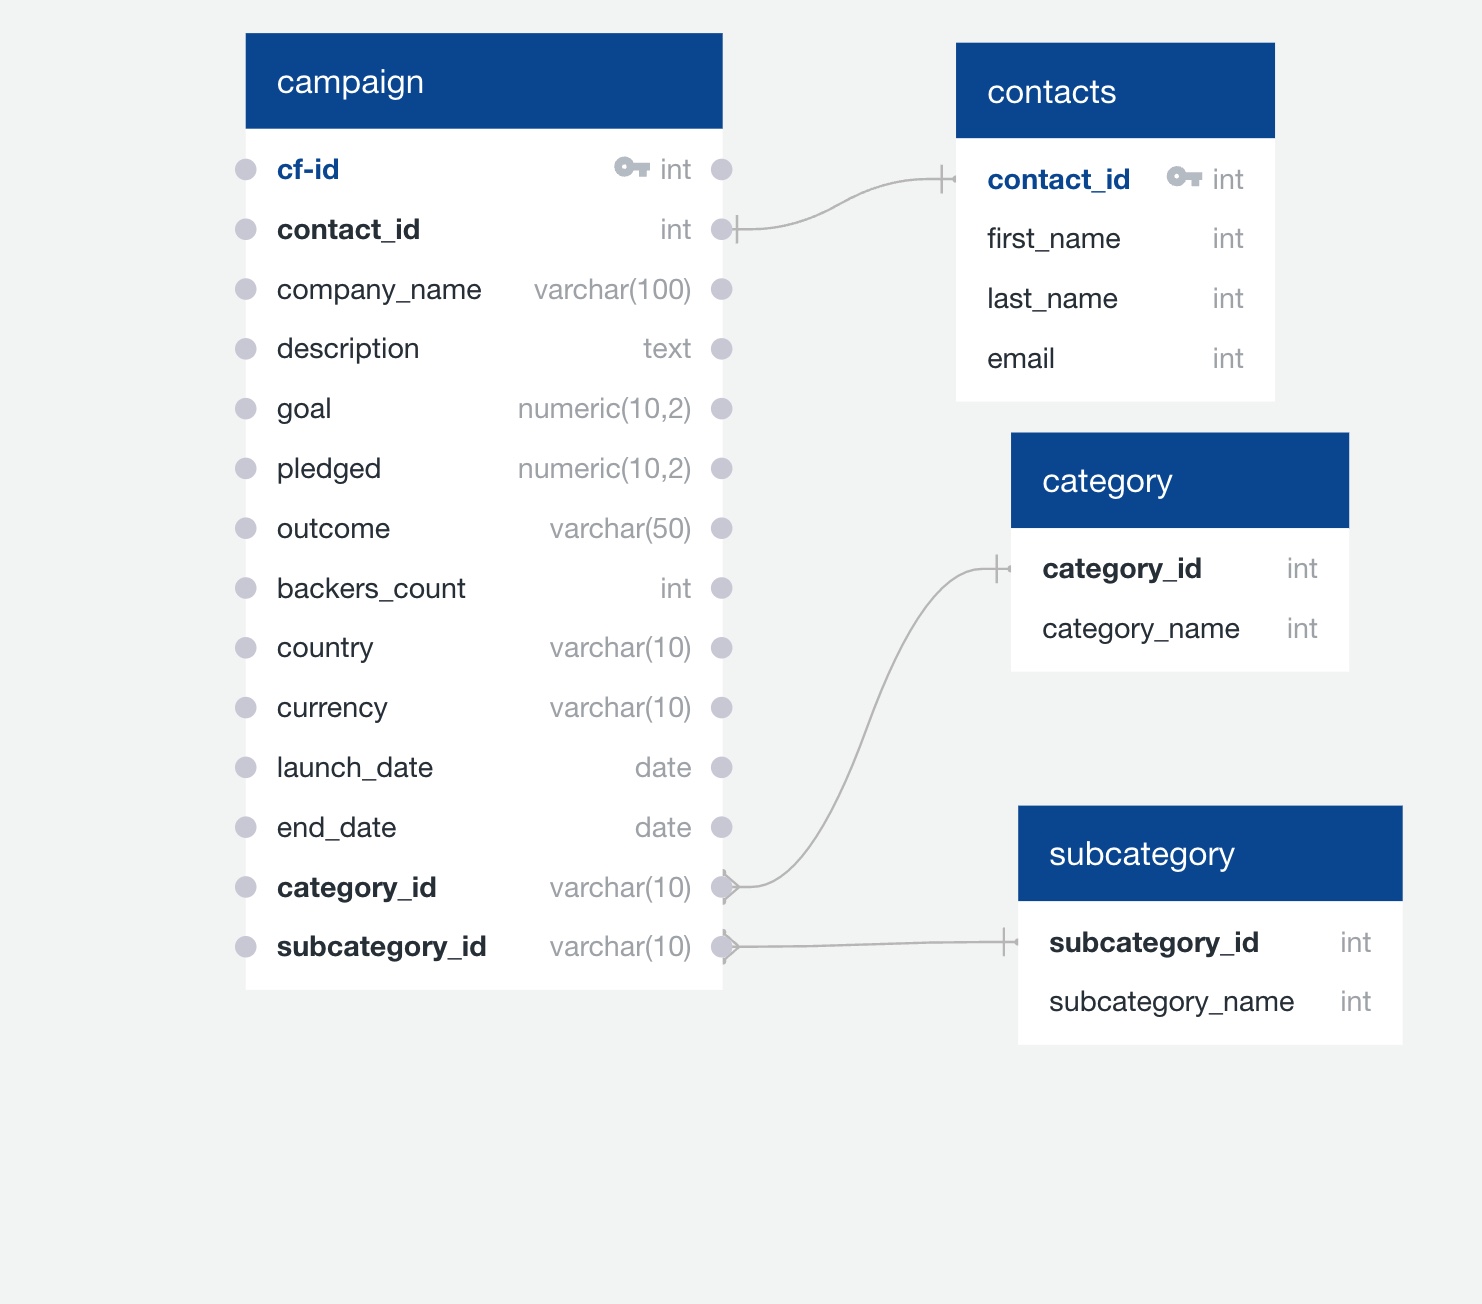 campaign
cf-id int
contact_id int
company_name varchar(100)
description text
goal numeric(10,2)
pledged numeric(10,2)
outcome varchar(50)
backers_count int
country varchar(10)
currency varchar(10)
launch_date date
end_date date
category_id varchar(10)
subcategory_id varchar(10)
contacts
contact_id int
first_name int
last_name int
email int
category
category_id int
category_name int
subcategory
subcategory_id int
subcategory_name int